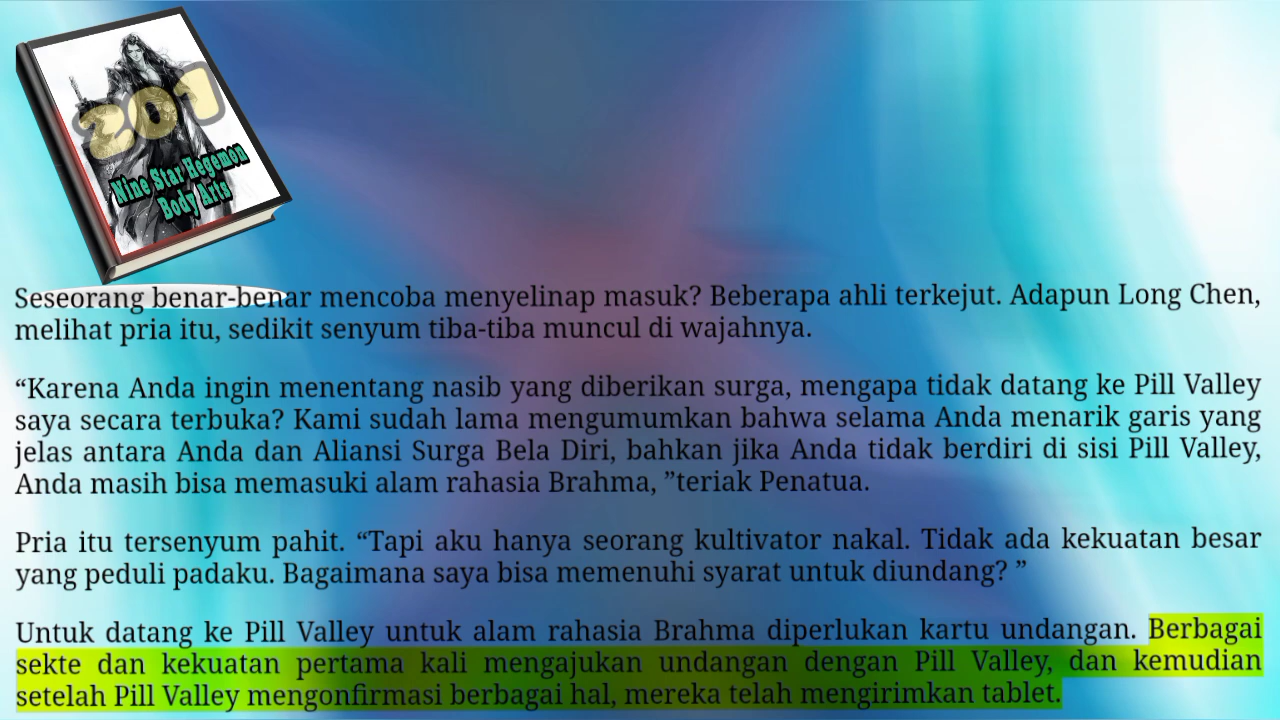 201
Nine Star Hegemon
Body Arts
Seseorang benar-benar mencoba menyelinap masuk? Beberapa ahli terkejut. Adapun Long Chen,
melihat pria itu, sedikit senyum tiba-tiba muncul di wajahnya.
“Karena Anda ingin menentang nasib yang diberikan surga, mengapa tidak datang ke Pill Valley
saya secara terbuka? Kami sudah lama mengumumkan bahwa selama Anda menarik garis yang
jelas antara Anda dan Aliansi Surga Bela Diri, bahkan jika Anda tidak berdiri di sisi Pill Valley,
Anda masih bisa memasuki alam rahasia Brahma, ”teriak Penatua.
Pria itu tersenyum pahit. “Tapi aku hanya seorang kultivator nakal. Tidak ada kekuatan besar
yang peduli padaku. Bagaimana saya bisa memenuhi syarat untuk diundang? ”
Untuk datang ke Pill Valley untuk alam rahasia Brahma diperlukan kartu undangan. Berbagai
sekte dan kekuatan pertama kali mengajukan undangan dengan Pill Valley, dan kemudian
setelah Pill Valley mengonfirmasi berbagai hal, mereka telah mengirimkan tablet.